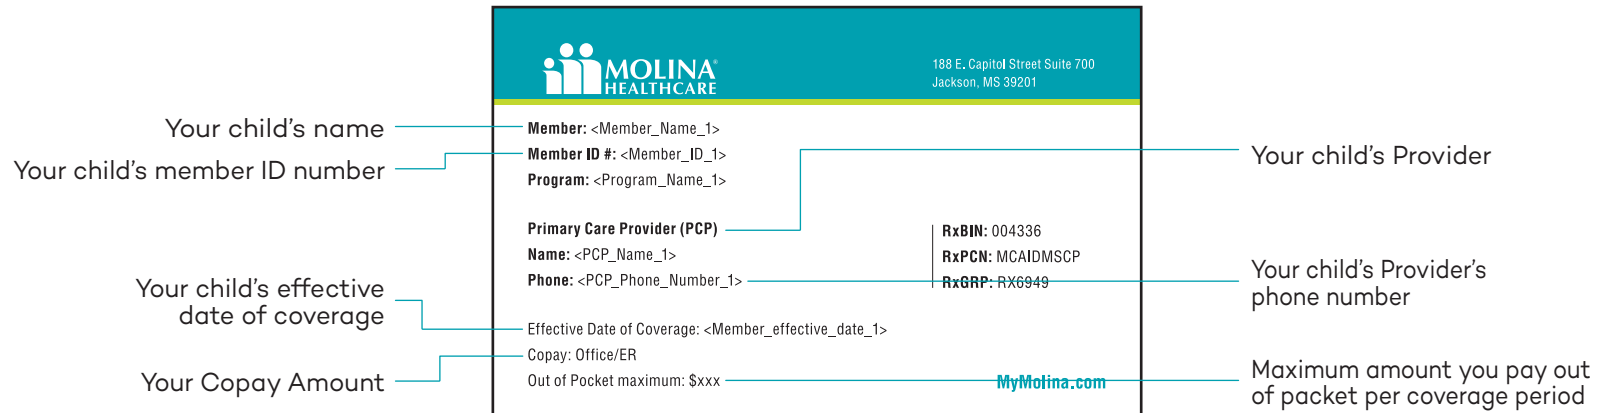 MOLINA®
HEALTHCARE
188 E. Capitol Street Suite 700
Jackson, MS 39201
Your child's name
Member: <Member_Name_1>
Your child's member ID number
Member ID #: <Member_ID_1>
Program: <Program_Name_1>
Your child's Provider
Primary Care Provider (PCP)
Name: <PCP_Name_1>
Phone: <PCP_Phone_Number_1>
RxBIN: 004336
RxPCN: MCAIDMSCP
RxGRP: RX6949
Your child's Provider's
phone number
Your child's effective
date of coverage
Effective Date of Coverage: <Member_effective_date_1>
Your Copay Amount
Copay: Office/ER
Out of Pocket maximum: $xxx
MyMolina.com
Maximum amount you pay out
of packet per coverage period